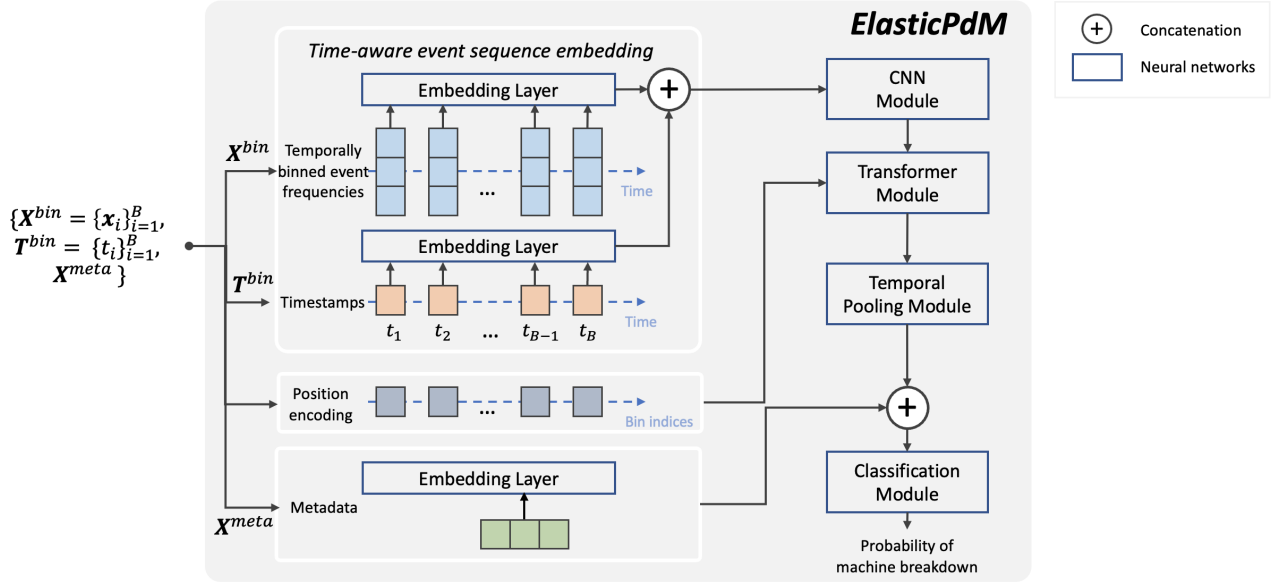 ElasticPdM
Concatenation
Neural networks
Time-aware event sequence embedding
Embedding Layer
+
CNN
Module
X^{bin}
Temporally
binned event
frequencies
...
Time
Transformer
Module
{X^{bin} = {x_i}_{i=1}^B,
T^{bin} = {t_i}_{i=1}^B,
X^{meta}}
Embedding Layer
T^{bin}
Timestamps
Time
t_1 t_2 ... t_{B-1} t_B
Temporal
Pooling Module
Position
encoding
...
Bin indices
+
Embedding Layer
Metadata
X^{meta}
Classification
Module
Probability of
machine breakdown